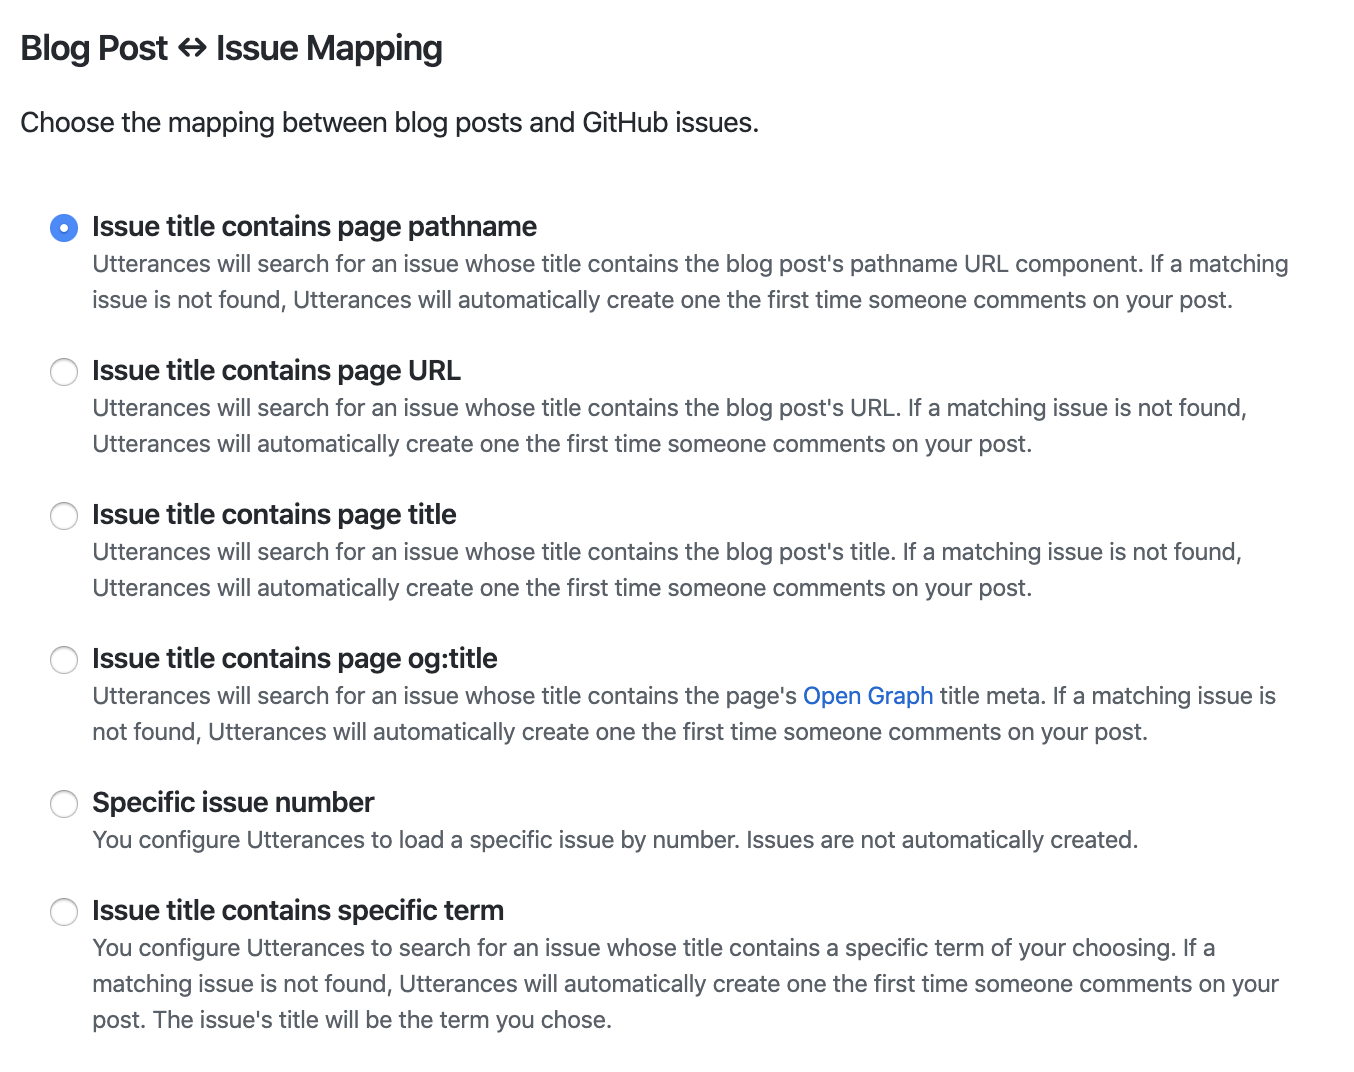 Blog Post ↔ Issue Mapping
Choose the mapping between blog posts and GitHub issues.
Issue title contains page pathname
Utterances will search for an issue whose title contains the blog post's pathname URL component. If a matching
issue is not found, Utterances will automatically create one the first time someone comments on your post.
Issue title contains page URL
Utterances will search for an issue whose title contains the blog post's URL. If a matching issue is not found,
Utterances will automatically create one the first time someone comments on your post.
Issue title contains page title
Utterances will search for an issue whose title contains the blog post's title. If a matching issue is not found,
Utterances will automatically create one the first time someone comments on your post.
Issue title contains page og:title
Utterances will search for an issue whose title contains the page's Open Graph title meta. If a matching issue is
not found, Utterances will automatically create one the first time someone comments on your post.
Specific issue number
You configure Utterances to load a specific issue by number. Issues are not automatically created.
Issue title contains specific term
You configure Utterances to search for an issue whose title contains a specific term of your choosing. If a
matching issue is not found, Utterances will automatically create one the first time someone comments on your
post. The issue's title will be the term you chose.